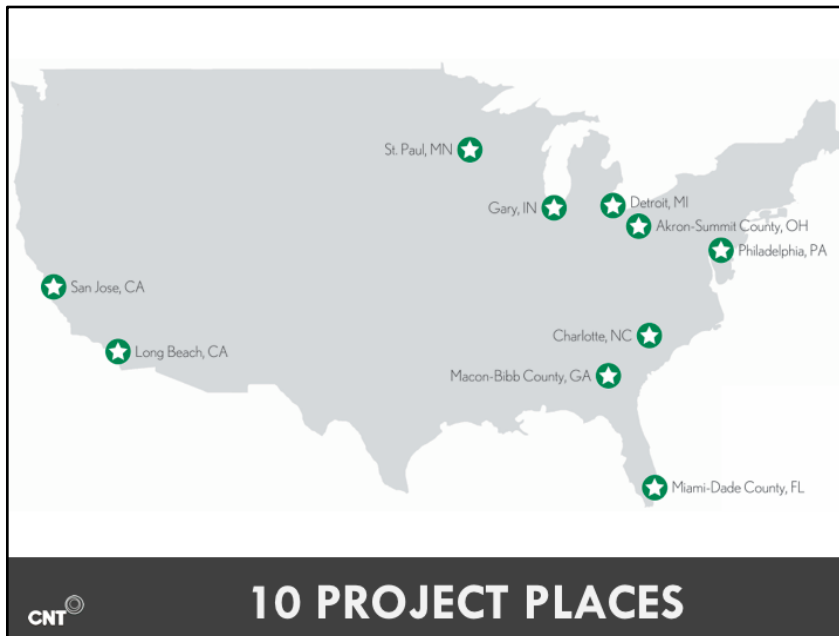 St. Paul, MN
Gary, IN
Detroit, MI
Akron-Summit County, OH
Philadelphia, PA
San Jose, CA
Long Beach, CA
Charlotte, NC
Macon-Bibb County, GA
Miami-Dade County, FL
CNT
10 PROJECT PLACES